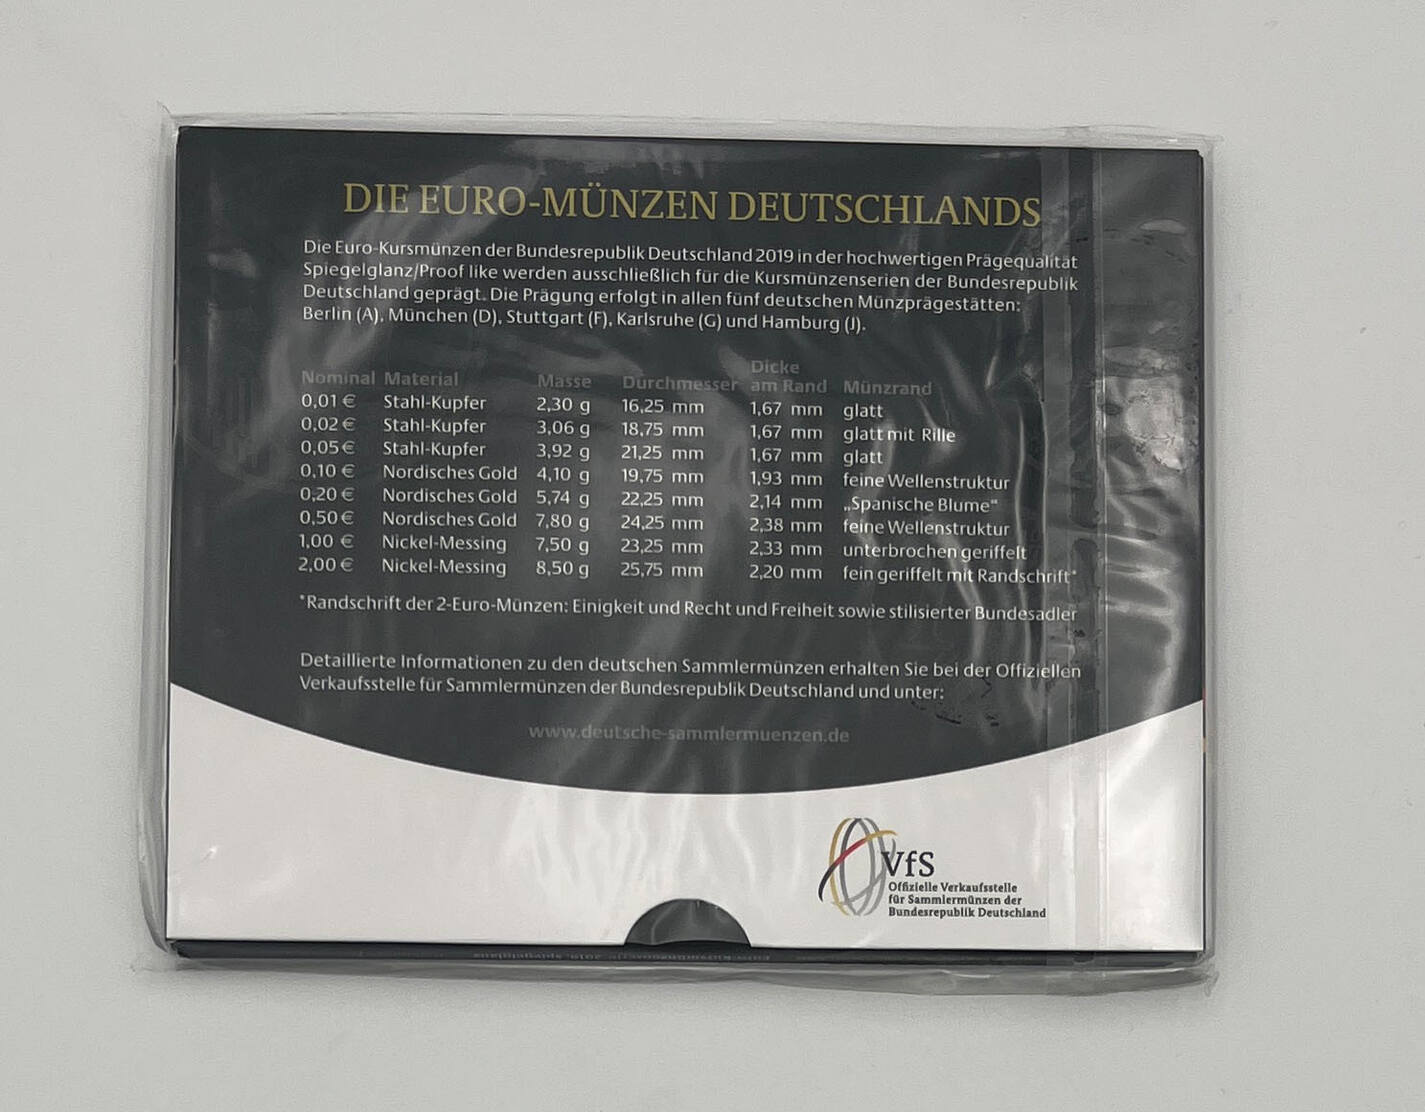 DIE EURO-MÜNZEN DEUTSCHLANDS
Die Euro-Kursmünzen der Bundesrepublik Deutschland 2019 in der hochwertigen Prägequalität
Spiegelglanz/Proof like werden ausschließlich für die Kursmünzenserien der Bundesrepublik
Deutschland geprägt. Die Prägung erfolgt in allen fünf deutschen Münzprägestätten:
Berlin (A), München (D), Stuttgart (F), Karlsruhe (G) und Hamburg (J).
Nominal Material Masse Durchmesser Dicke am Rand Münzrand
0,01 € Stahl-Kupfer 2,30 g 16,25 mm 1,67 mm glatt
0,02 € Stahl-Kupfer 3,06 g 18,75 mm 1,67 mm glatt mit Rille
0,05 € Stahl-Kupfer 3,92 g 21,25 mm 1,67 mm glatt
0,10 € Nordisches Gold 4,10 g 19,75 mm 1,93 mm feine Wellenstruktur
0,20 € Nordisches Gold 5,74 g 22,25 mm 2,14 mm „Spanische Blume“
0,50 € Nordisches Gold 7,80 g 24,25 mm 2,38 mm feine Wellenstruktur
1,00 € Nickel-Messing 7,50 g 23,25 mm 2,33 mm unterbrochen geriffelt
2,00 € Nickel-Messing 8,50 g 25,75 mm 2,20 mm fein geriffelt mit Randschrift*
*Randschrift der 2-Euro-Münzen: Einigkeit und Recht und Freiheit sowie stilisierter Bundesadler
Detaillierte Informationen zu den deutschen Sammlermünzen erhalten Sie bei der Offiziellen
Verkaufsstelle für Sammlermünzen der Bundesrepublik Deutschland und unter:
www.deutsche-sammlermuenzen.de
VfS
Offizielle Verkaufsstelle
für Sammlermünzen der
Bundesrepublik Deutschland